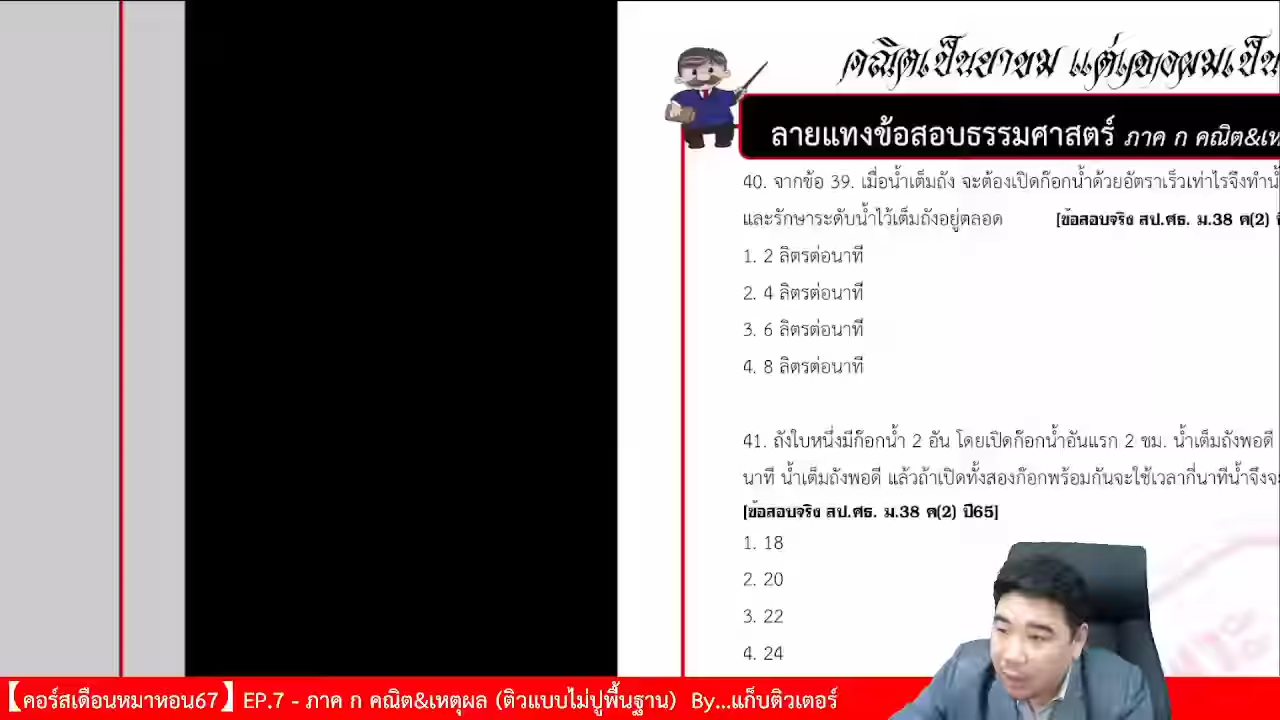 คณิตเป็นยาขม แต่เจอผมเป็น
ลายแทงข้อสอบธรรมศาสตร์ ภาค ก คณิต&เห
40. จากข้อ 39. เมื่อน้ำเต็มถัง จะต้องเปิดก๊อกน้ำด้วยอัตราเร็วเท่าไรจึงทำ
และรักษาระดับน้ำไว้เต็มถังอยู่ตลอด [ข้อสอบจริง สป.ศธ. ม.38 ค(2)
1. 2 ลิตรต่อนาที
2. 4 ลิตรต่อนาที
3. 6 ลิตรต่อนาที
4. 8 ลิตรต่อนาที
41. ถังใบหนึ่งมีก๊อกน้ำ 2 อัน โดยเปิดก๊อกน้ำอันแรก 2 ชม. น้ำเต็มถังพอดี
นาที น้ำเต็มถังพอดี แล้วถ้าเปิดทั้งสองก๊อกพร้อมกันจะใช้เวลากี่นาทีน้ำจึงจะ
[ข้อสอบจริง สป.ศธ. ม.38 ค(2) ปี65]
1. 18
2. 20
3. 22
4. 24
【คอร์สเดือนหมาหอน67】EP.7 - ภาค ก คณิต&เหตุผล (ติวแบบไม่ปูพื้นฐาน) By...แก็บติวเตอร์